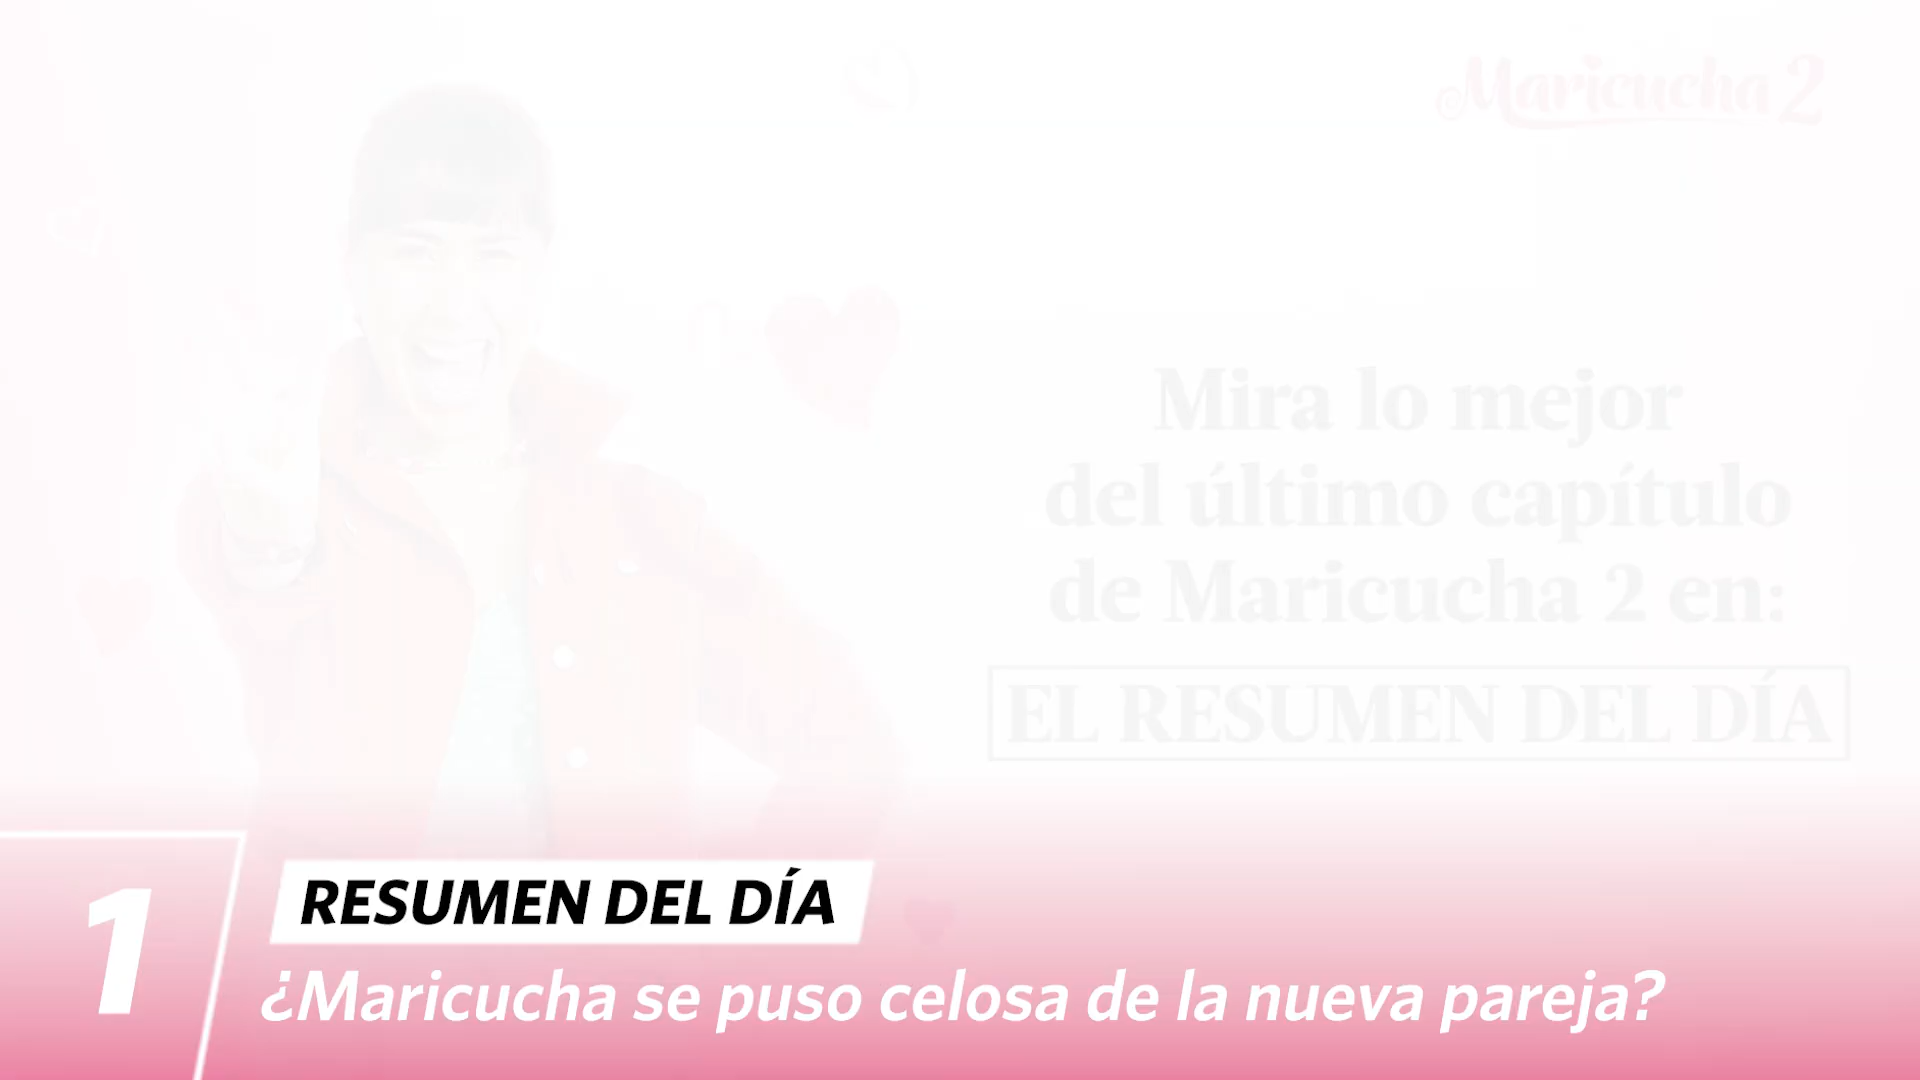 Maricucha 2
Mira lo mejor
del último capítulo
de Maricucha 2 en:
EL RESUMEN DEL DÍA
1
RESUMEN DEL DÍA
¿Maricucha se puso celosa de la nueva pareja?